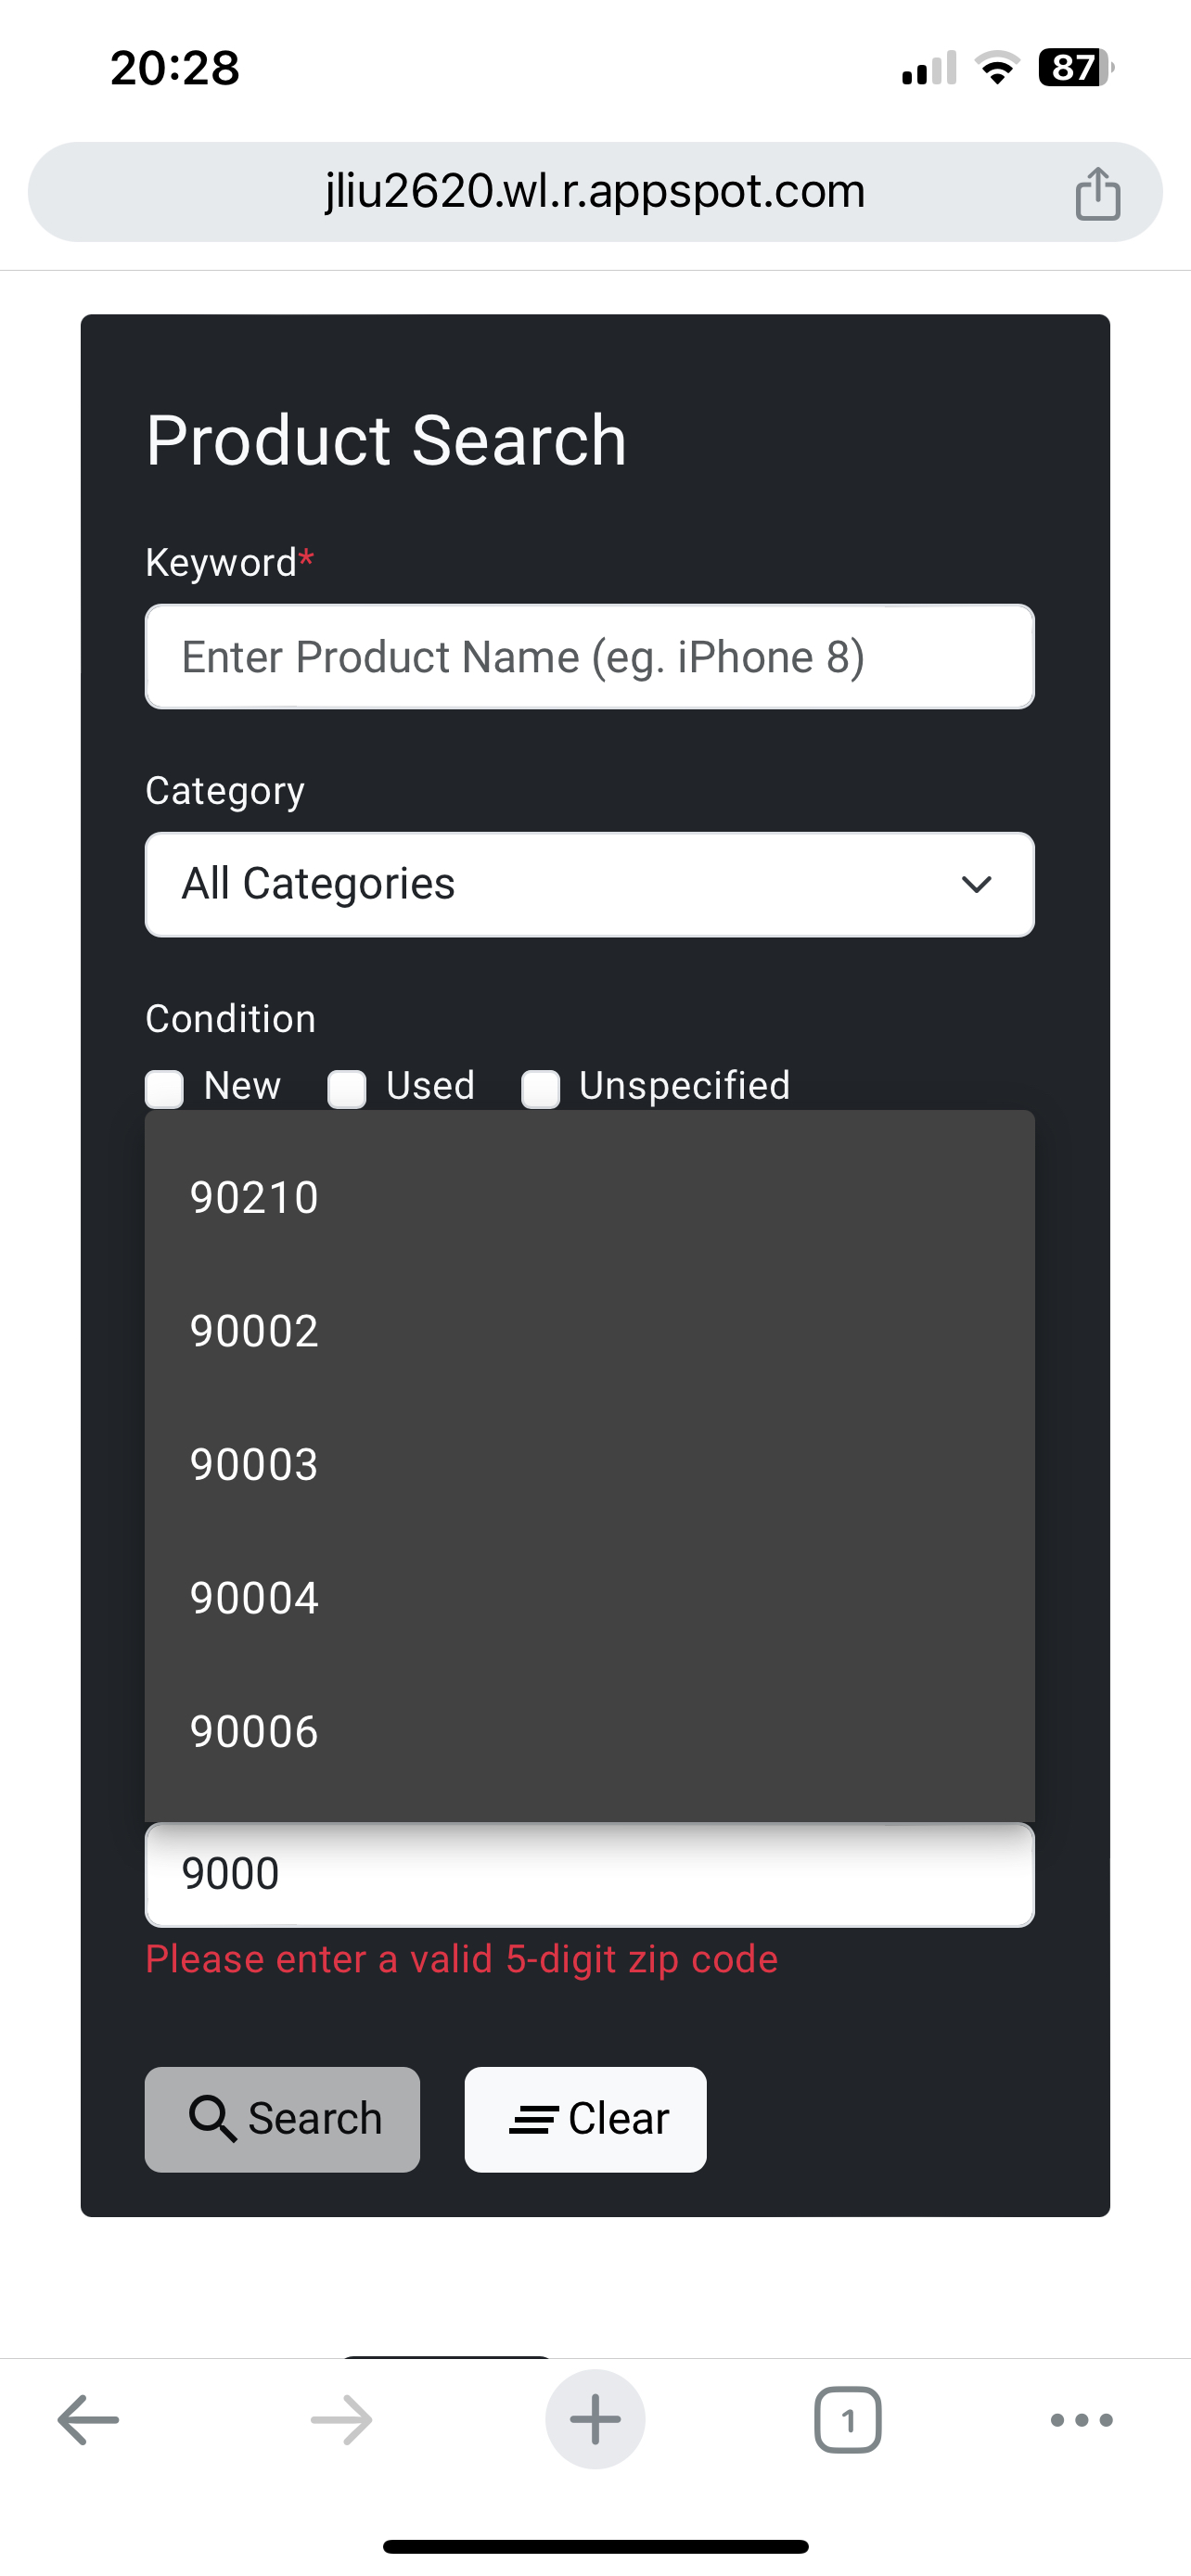 20:28
87
jliu2620.wl.r.appspot.com
Product Search
Keyword*
Enter Product Name (eg. iPhone 8)
Category
All Categories
Condition
New Used Unspecified
90210
90002
90003
90004
90006
9000
Please enter a valid 5-digit zip code
Search Clear
1